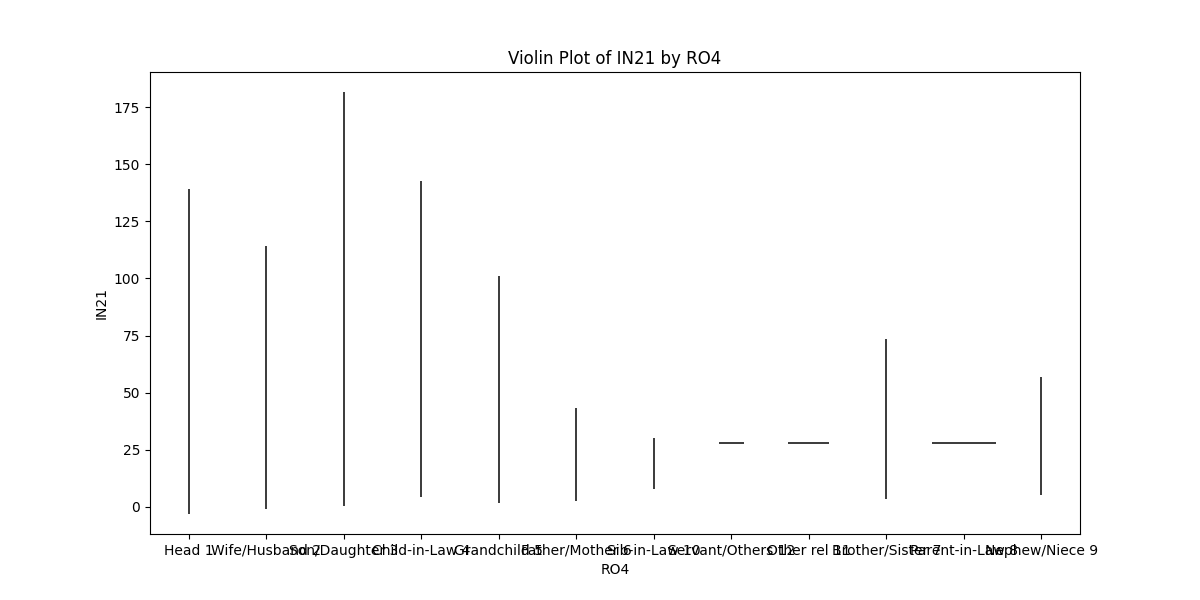 Violin Plot of IN21 by RO4
175
150
125
100
75
50
25
0
IN21
Head 1 Wife/Husband 2 Son/Daughter 3 Child-in-Law 4 Grandchild 5 Father/Mother 6 Sib-in-Law 10 Servant/Others 12 Other rel 11 Brother/Sister 7 Parent-in-Law 8 Nephew/Niece 9
RO4